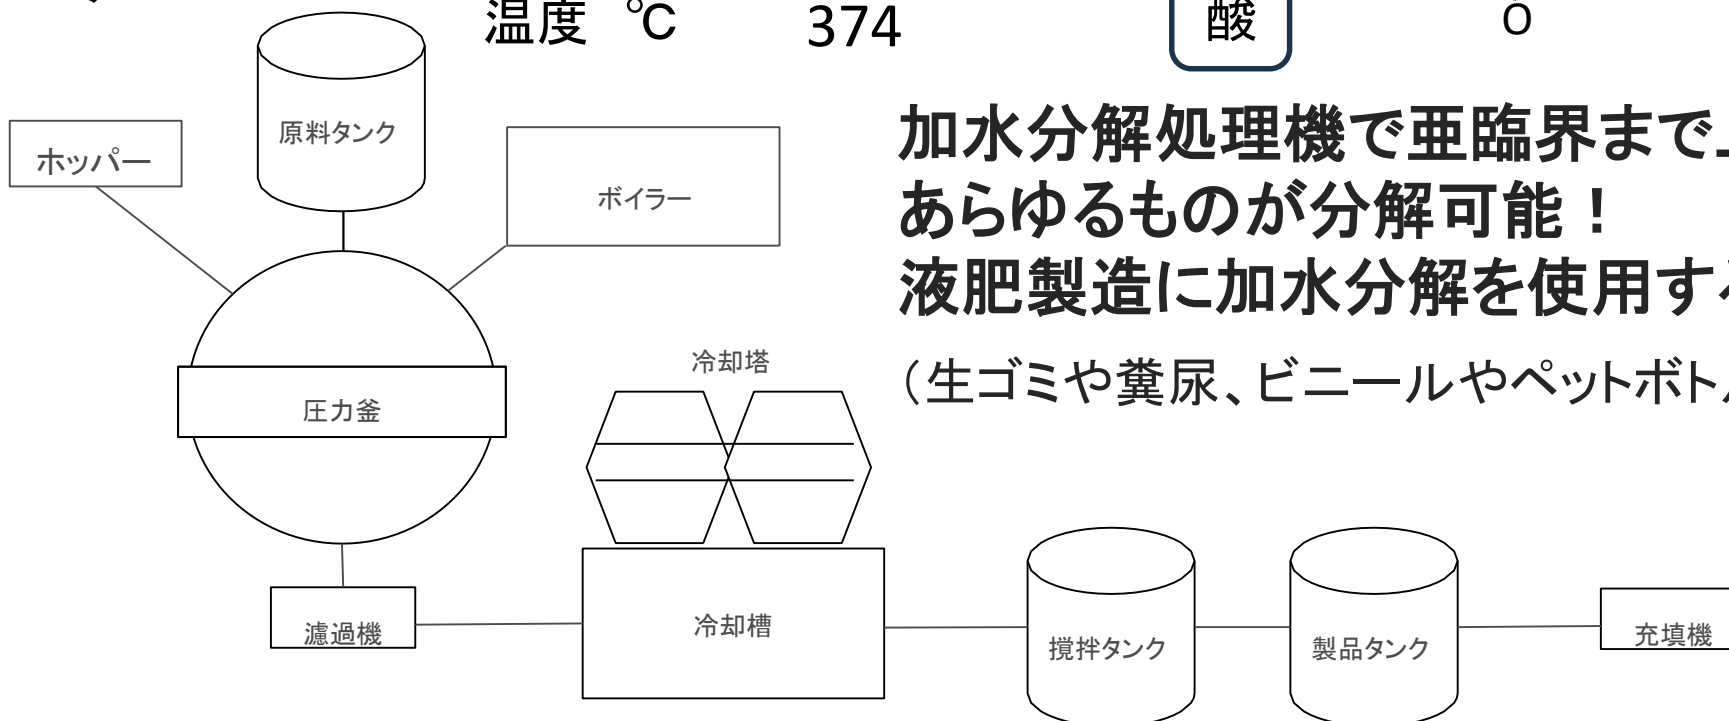 温度 ℃ 374
酸
原料タンク
ホッパー
ボイラー
加水分解処理機で亜臨界まで
あらゆるものが分解可能！
液肥製造に加水分解を使用する
（生ゴミや糞尿、ビニールやペットボトル
冷却塔
圧力釜
濾過機
冷却槽
撹拌タンク
製品タンク
充填機